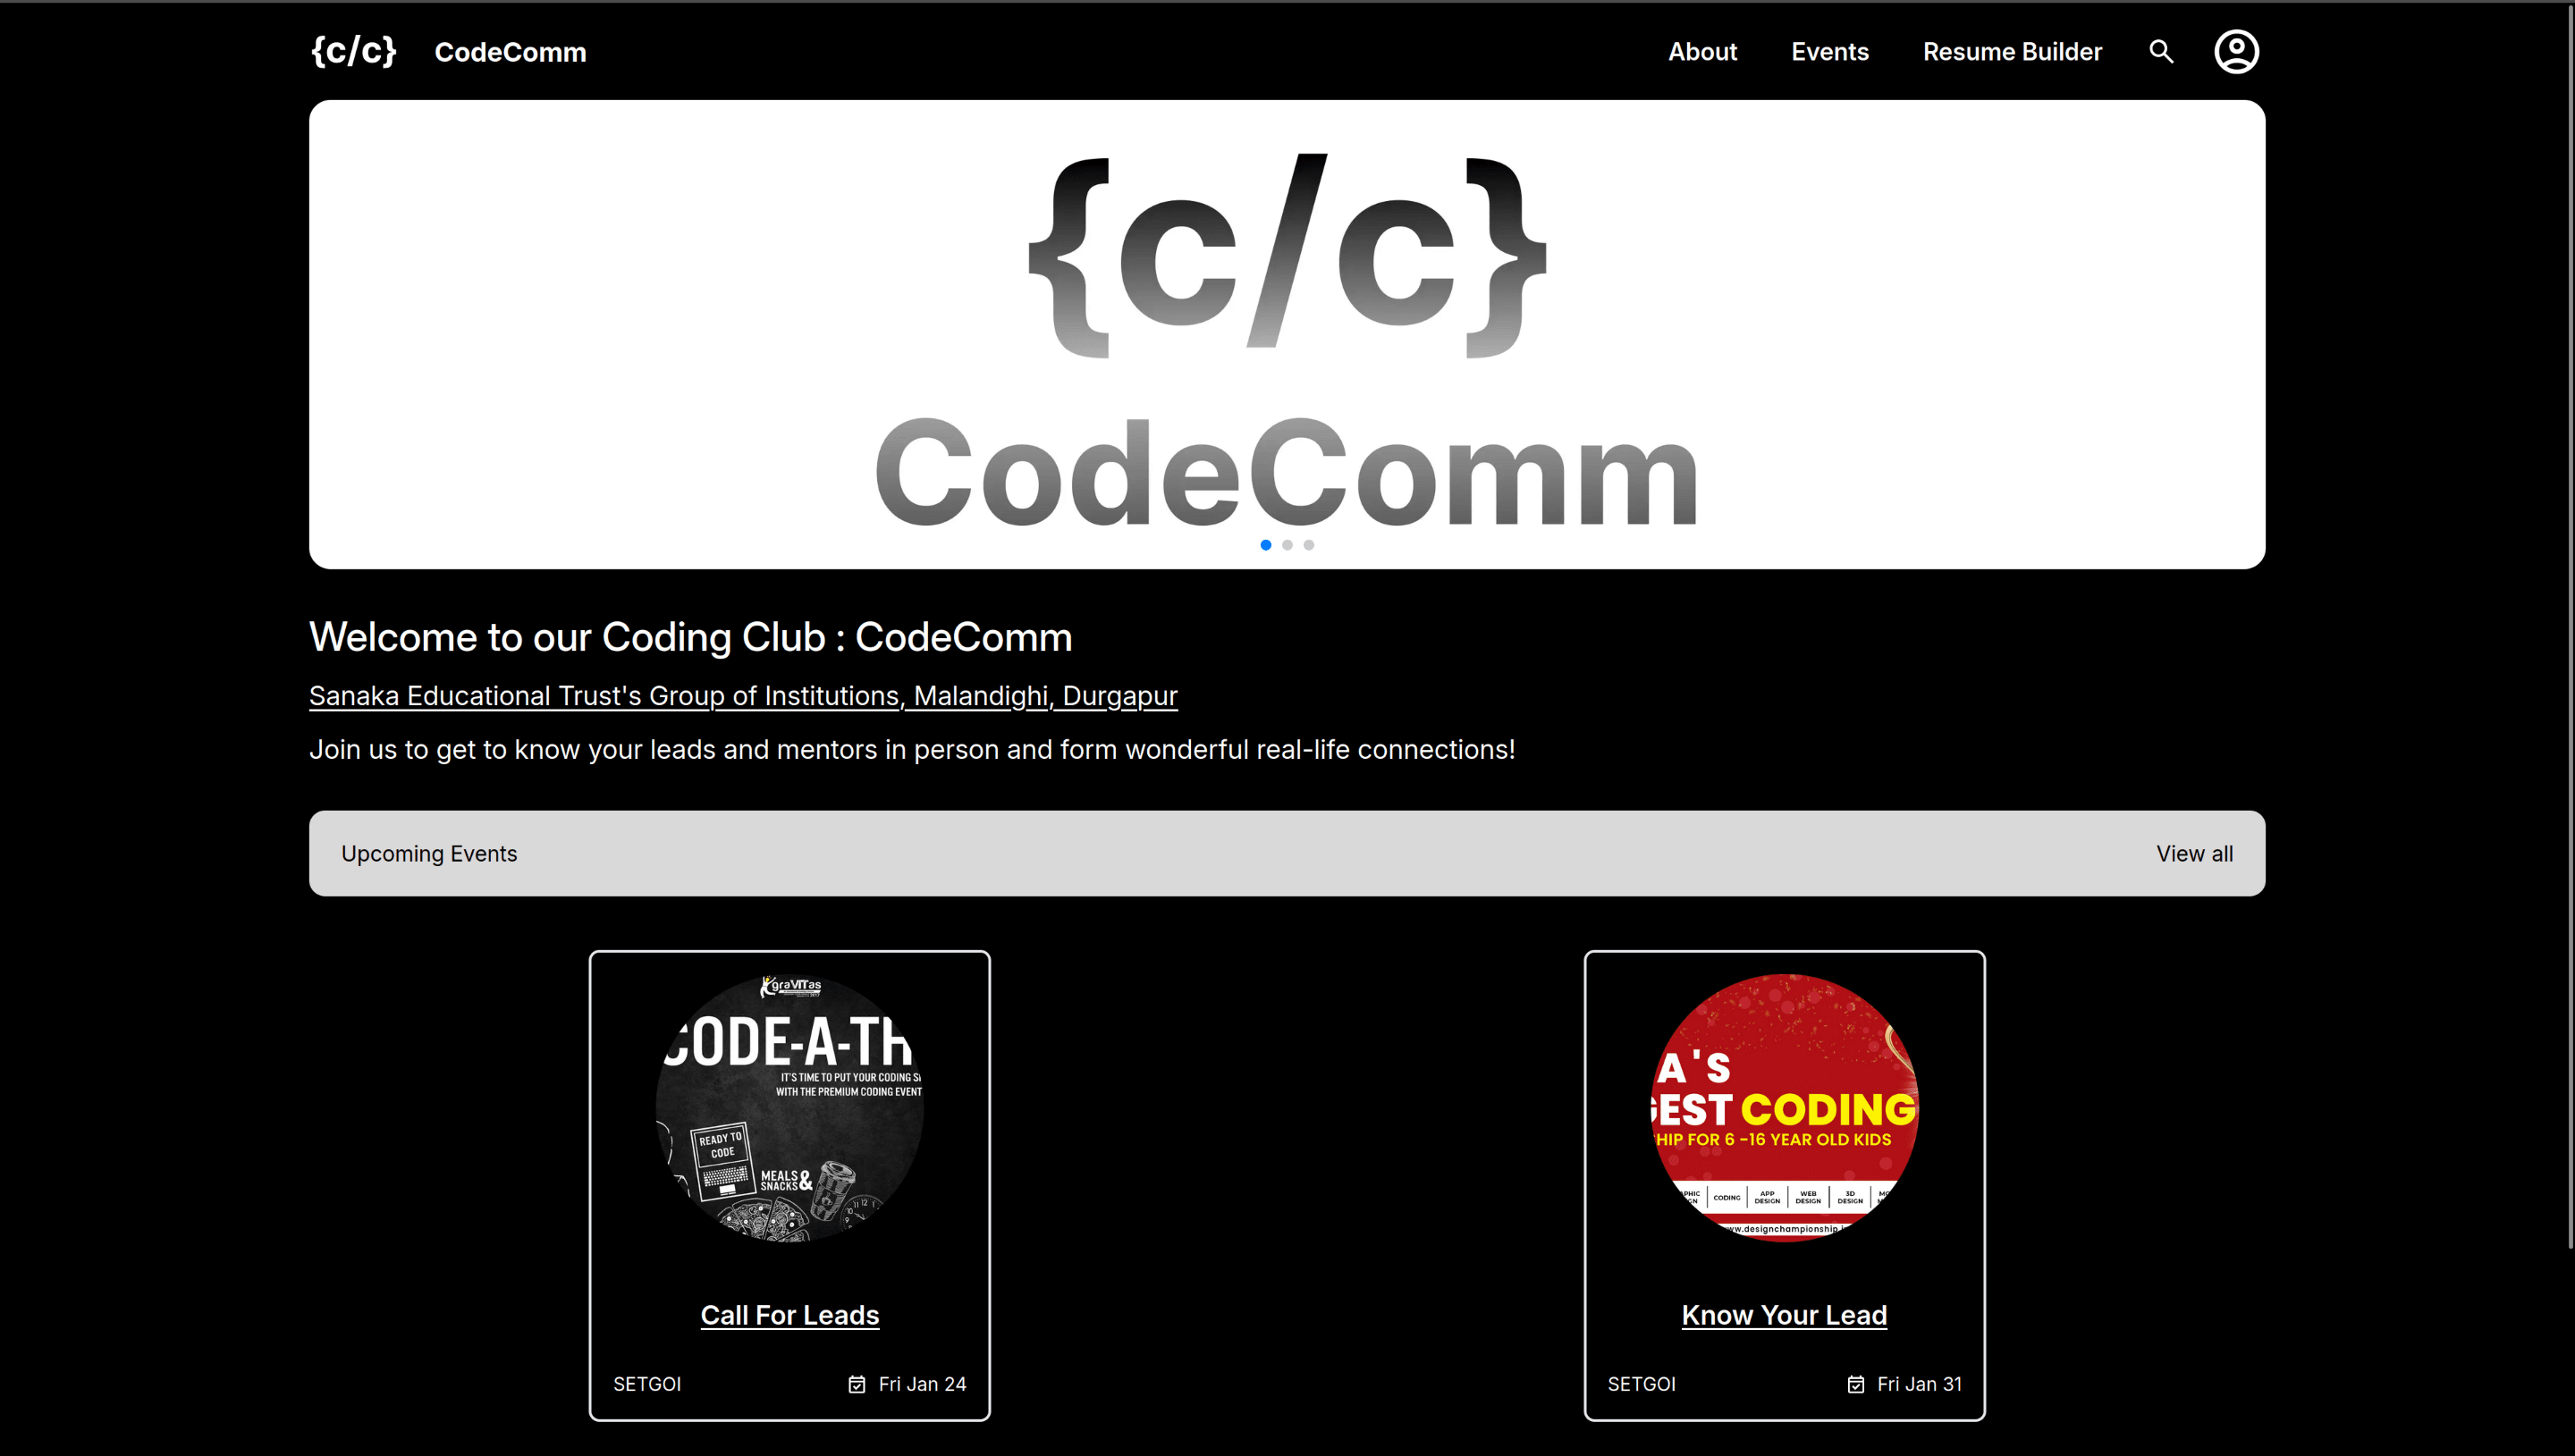 {c/c} CodeComm About Events Resume Builder
{c/c}
CodeComm
Welcome to our Coding Club : CodeComm
Sanaka Educational Trust's Group of Institutions, Malandighi, Durgapur
Join us to get to know your leads and mentors in person and form wonderful real-life connections!
Upcoming Events View all
graVITas
CODE-A-TH
IT'S TIME TO PUT YOUR CODING
WITH THE PREMIUM CODING EVENT
READY TO
CODE
MEALS &
SNACKS
Call For Leads
SETGOI Fri Jan 24
A'S
GEST CODING
HIP FOR 6 -16 YEAR OLD KIDS
CODING
APP
DESIGN
WEB
DESIGN
3D
DESIGN
www.designchampionship.
Know Your Lead
SETGOI Fri Jan 31